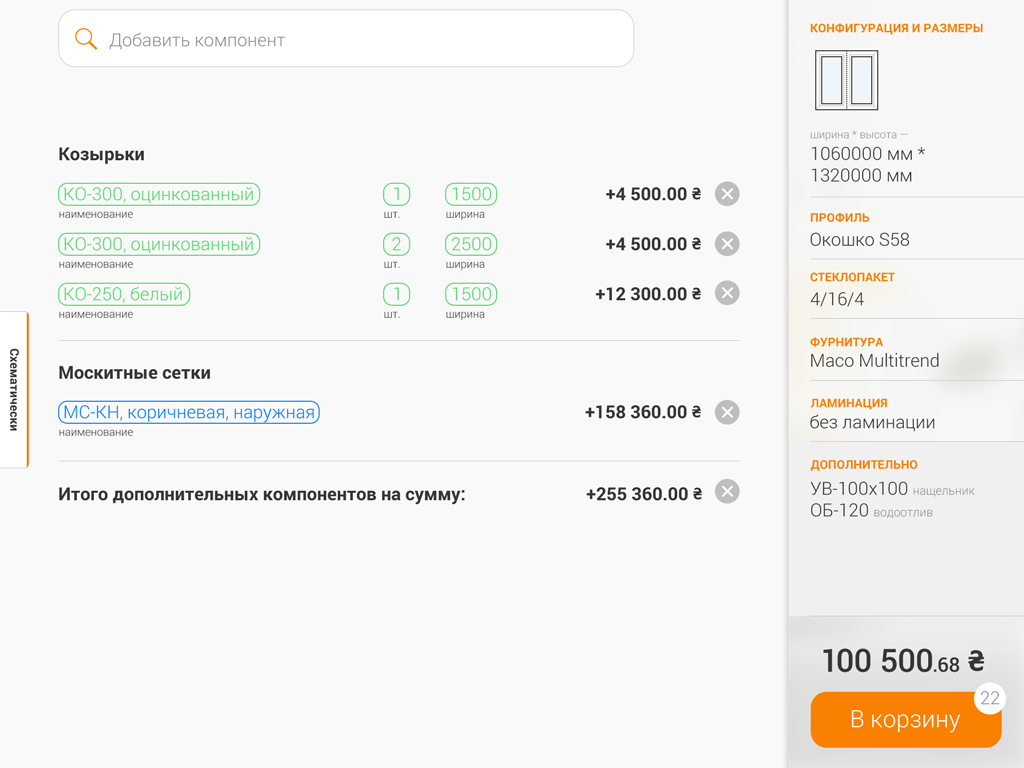 Добавить компонент
Козырьки
КО-300, оцинкованный 1 1500 +4 500.00 ₴
наименование шт. ширина
КО-300, оцинкованный 2 2500 +4 500.00 ₴
наименование шт. ширина
КО-250, белый 1 1500 +12 300.00 ₴
наименование шт. ширина
Москитные сетки
МС-КН, коричневая, наружная +158 360.00 ₴
наименование
Итого дополнительных компонентов на сумму: +255 360.00 ₴
Схематически
КОНФИГУРАЦИЯ И РАЗМЕРЫ
ширина * высота —
1060000 мм *
1320000 мм
ПРОФИЛЬ
Окошко S58
СТЕКЛОПАКЕТ
4/16/4
ФУРНИТУРА
Maco Multitrend
ЛАМИНАЦИЯ
без ламинации
ДОПОЛНИТЕЛЬНО
УВ-100x100 нащельник
ОБ-120 водоотлив
100 500.68 ₴
22
В корзину